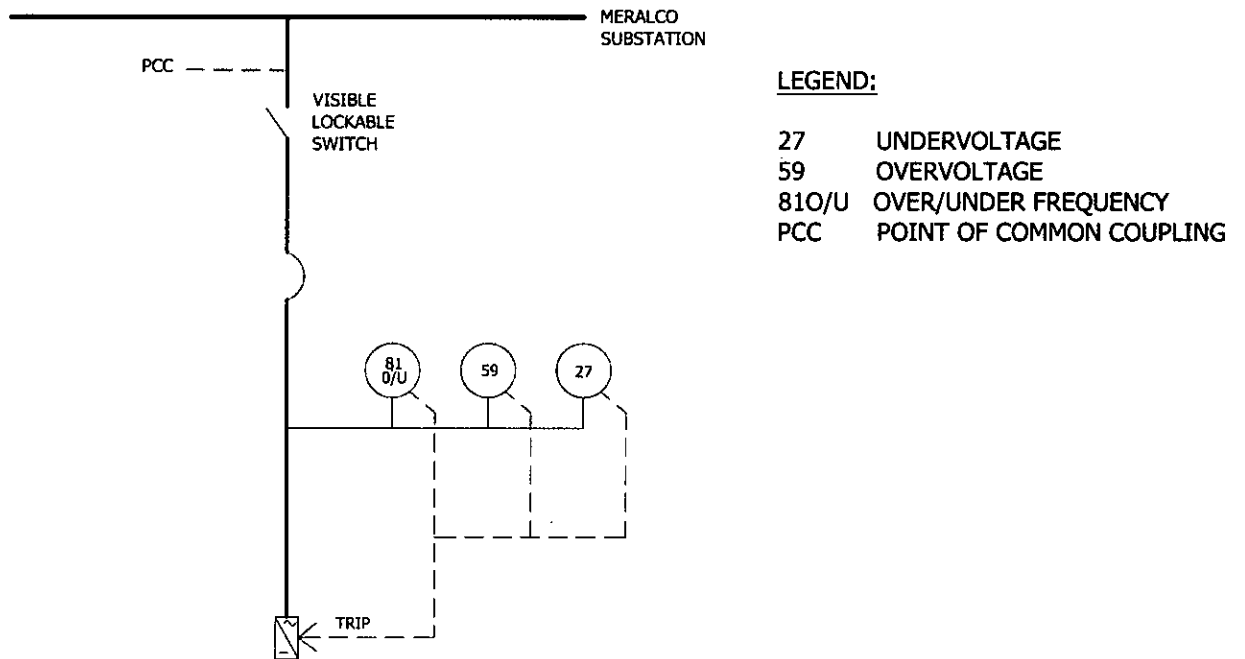 MERALCO
SUBSTATION
PCC
VISIBLE
LOCKABLE
SWITCH
LEGEND:
27 UNDERVOLTAGE
59 OVERVOLTAGE
81O/U OVER/UNDER FREQUENCY
PCC POINT OF COMMON COUPLING
81
O/U
59
27
TRIP